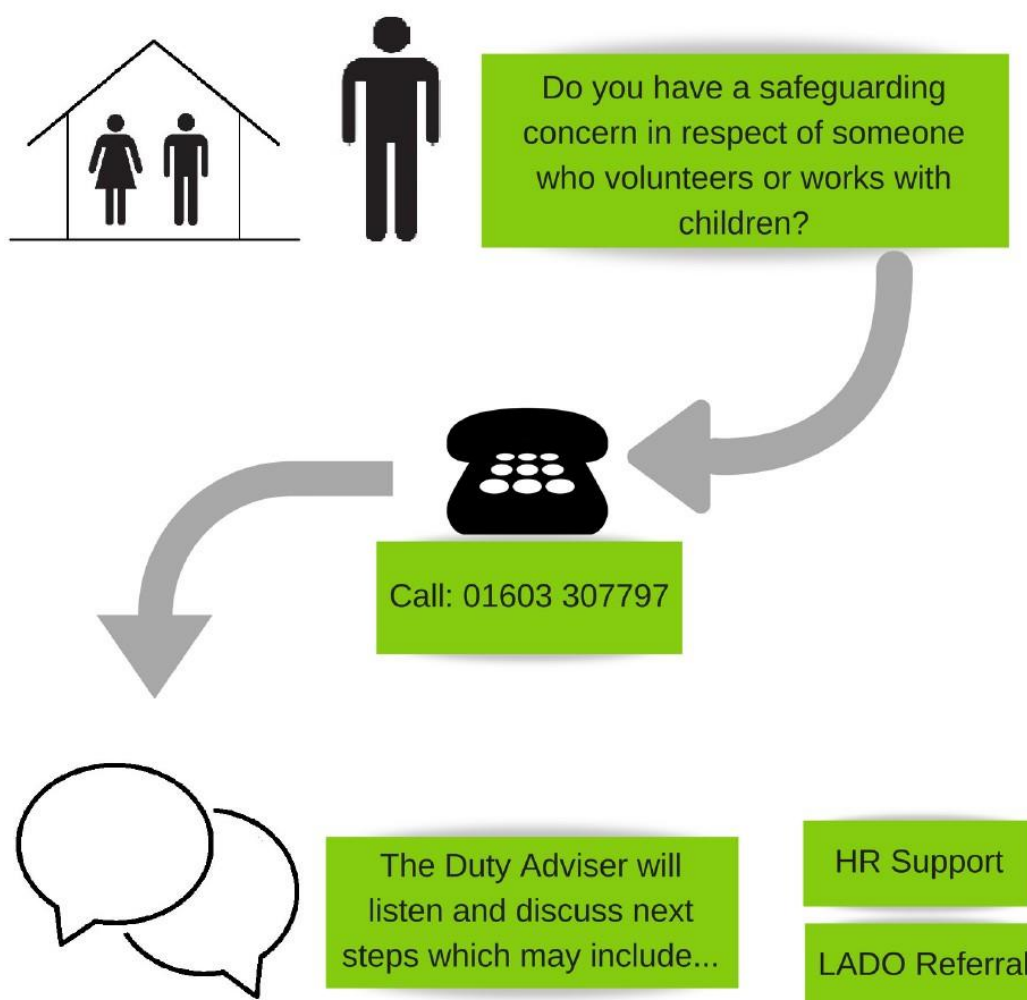 Do you have a safeguarding
concern in respect of someone
who volunteers or works with
children?
Call: 01603 307797
The Duty Adviser will
listen and discuss next
steps which may include...
HR Support
LADO Referral